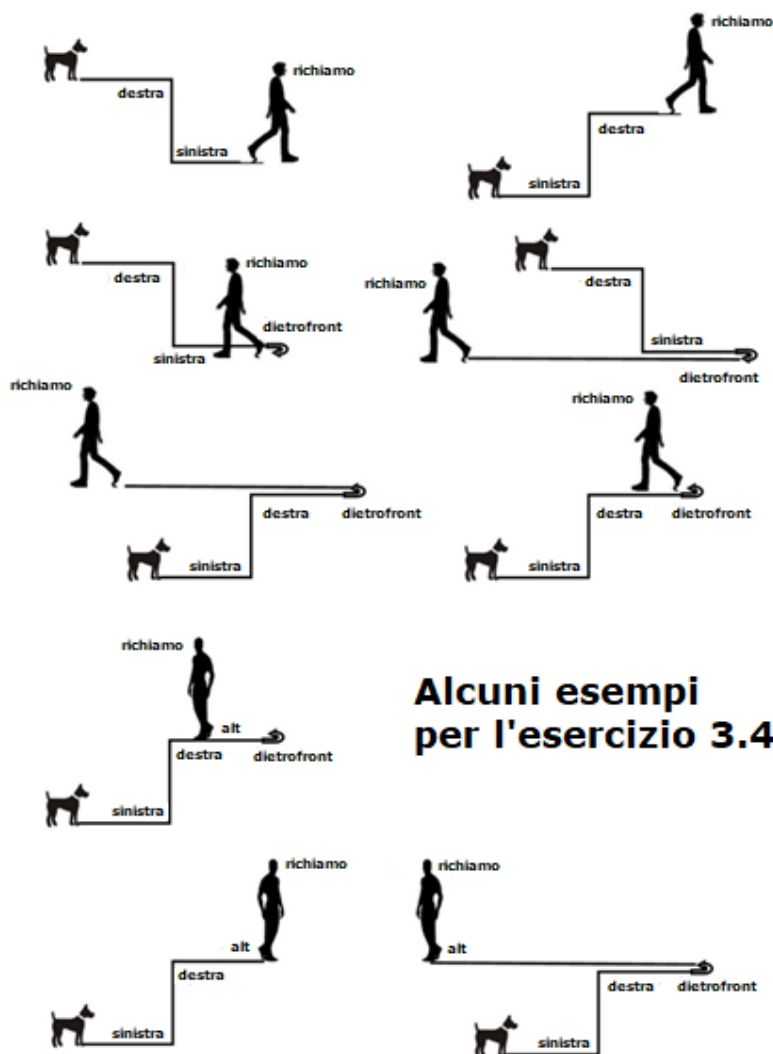 richiamo
destra
sinistra
richiamo
destra
sinistra
richiamo
destra
dietrofront
sinistra
richiamo
destra
sinistra
dietrofront
richiamo
destra
dietrofront
sinistra
richiamo
destra
dietrofront
sinistra
richiamo
alt
destra
dietrofront
sinistra
Alcuni esempi
per l'esercizio 3.4
richiamo
alt
destra
sinistra
richiamo
alt
destra
dietrofront
sinistra